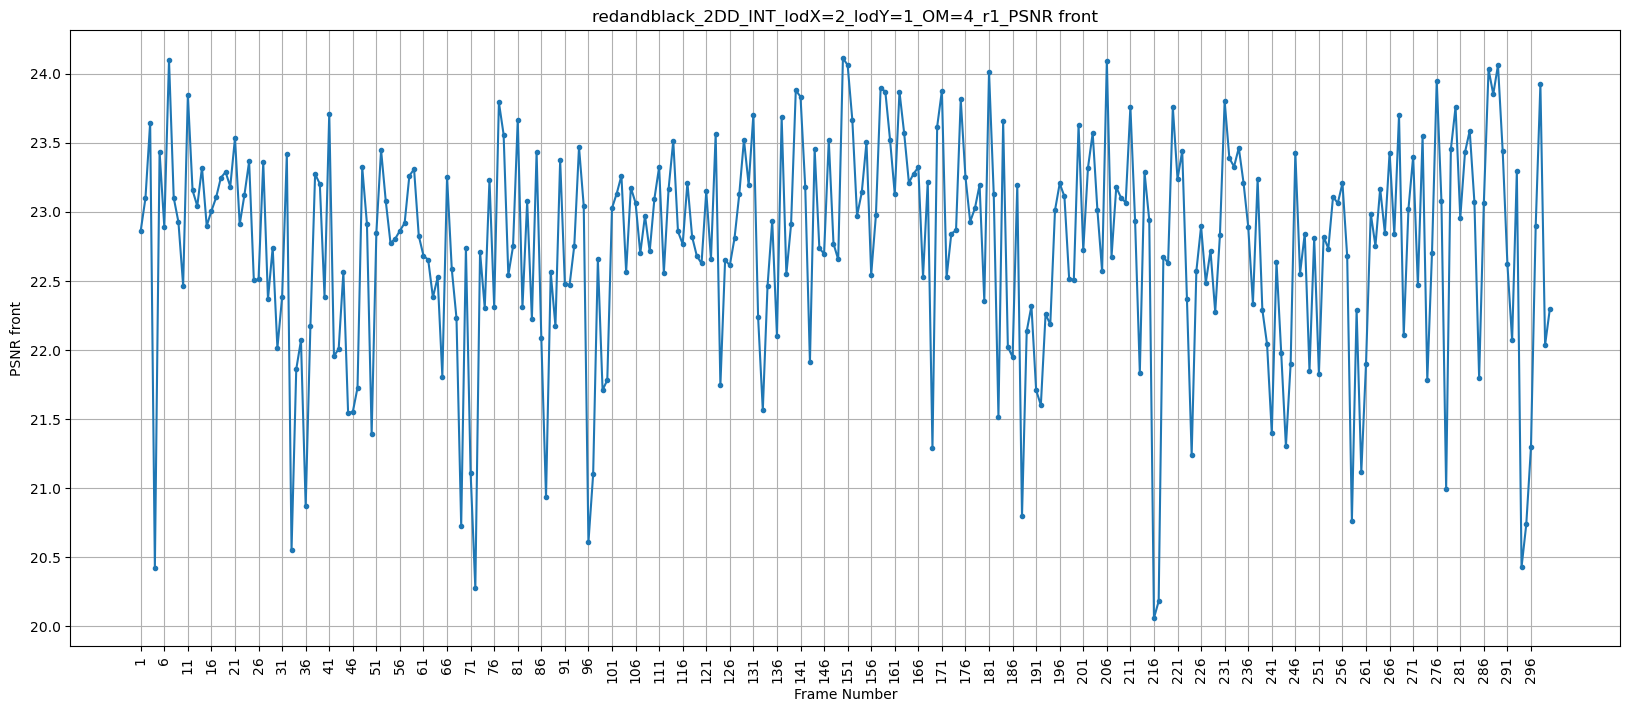 redandblack_2DD_INT_lodX=2_lodY=1_OM=4_r1_PSNR front
24.0
23.5
23.0
22.5
22.0
21.5
21.0
20.5
20.0
PSNR front
1 6 11 16 21 26 31 36 41 46 51 56 61 66 71 76 81 86 91 96 101 106 111 116 121 126 131 136 141 146 151 156 161 166 171 176 181 186 191 196 201 206 211 216 221 226 231 236 241 246 251 256 261 266 271 276 281 286 291 296
Frame Number